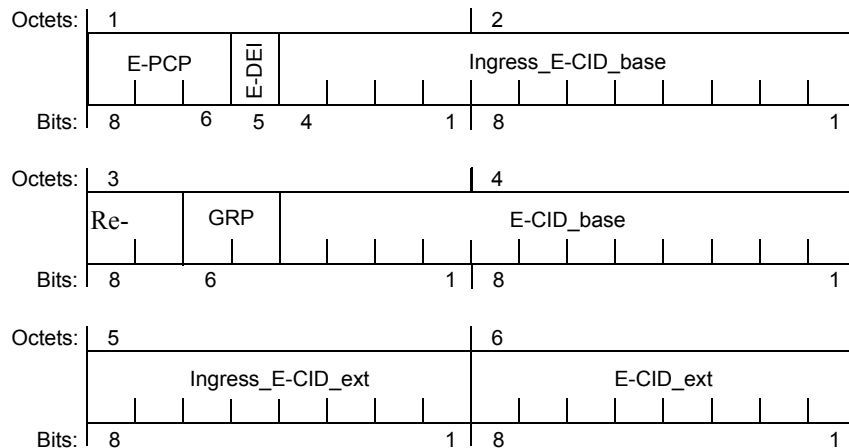 Octets: 1 2
E-PCP E-DEI Ingress_E-CID_base
Bits: 8 6 5 4 1 8 1
Octets: 3 4
Re- GRP E-CID_base
Bits: 8 6 1 8 1
Octets: 5 6
Ingress_E-CID_ext E-CID_ext
Bits: 8 1 8 1